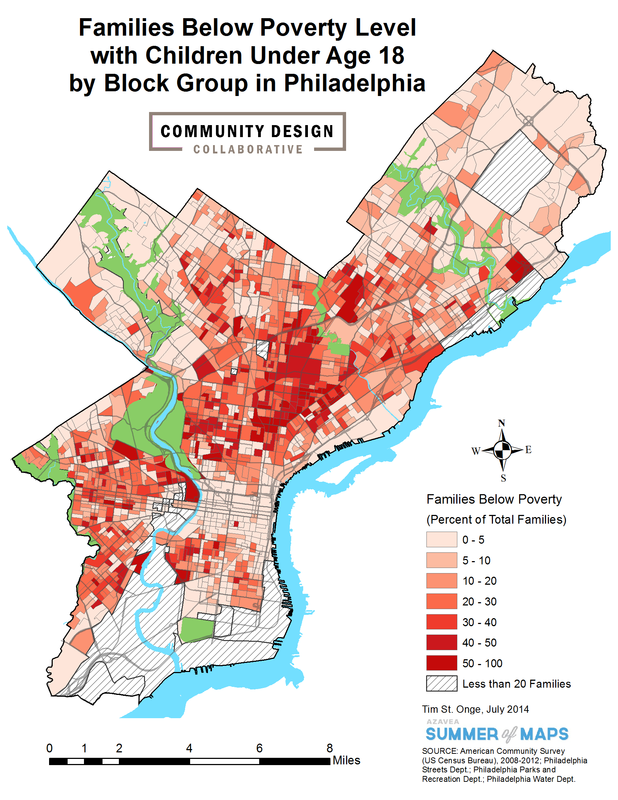 Families Below Poverty Level
with Children Under Age 18
by Block Group in Philadelphia
COMMUNITY DESIGN
COLLABORATIVE
N
W E
S
Families Below Poverty
(Percent of Total Families)
0 - 5
5 - 10
10 - 20
20 - 30
30 - 40
40 - 50
50 - 100
Less than 20 Families
Tim St. Onge, July 2014
AZAVEA
SUMMER of MAPS
SOURCE: American Community Survey
(US Census Bureau), 2008-2012; Philadelphia
Streets Dept.; Philadelphia Parks and
Recreation Dept.; Philadelphia Water Dept.
0 1 2 4 6 8
Miles